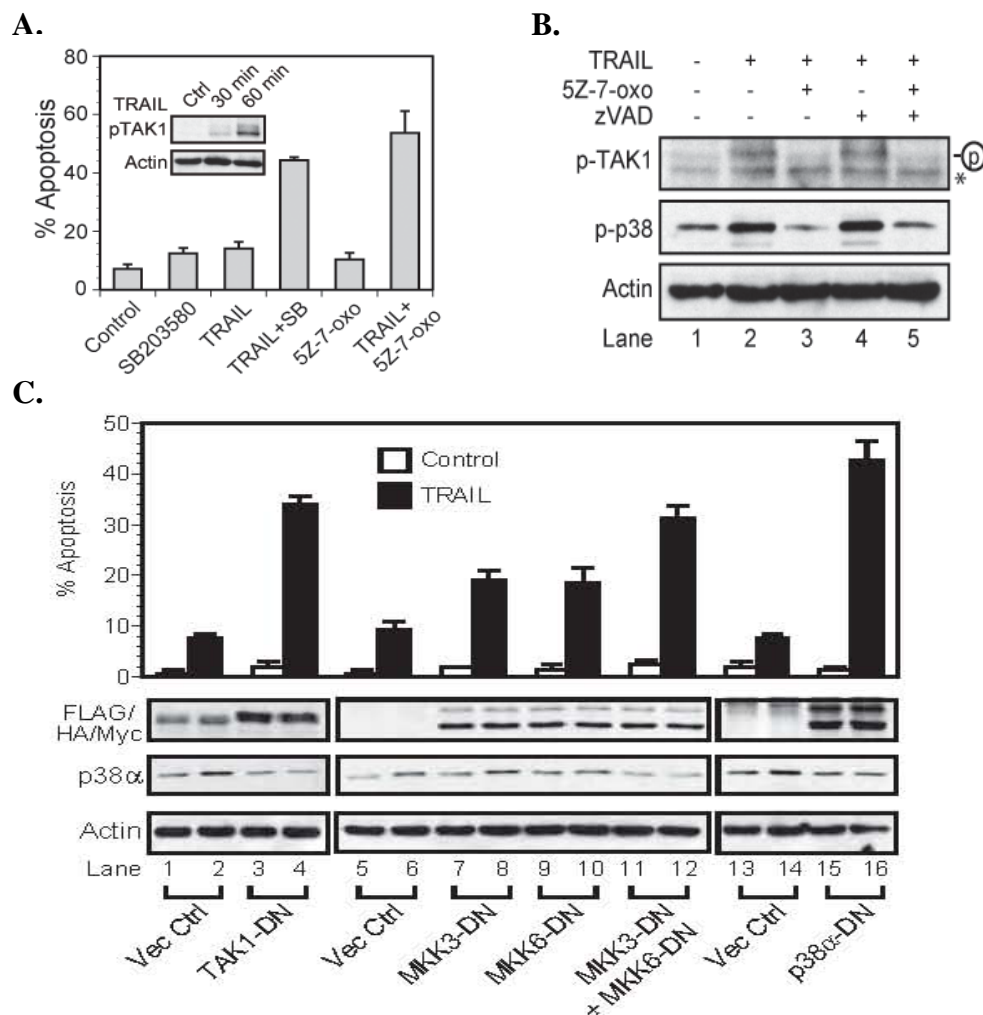 A.
80
60
40
20
0
% Apoptosis
TRAIL Ctrl 30 min 60 min
pTAK1
Actin
Control
SB203580
TRAIL
TRAIL+SB
5Z-7-oxo
TRAIL+
5Z-7-oxo
B.
TRAIL - + + + +
5Z-7-oxo - - + - +
zVAD - - - + +
p-TAK1
-p
*
p-p38
Actin
Lane 1 2 3 4 5
C.
50
40
30
20
10
0
% Apoptosis
Control
TRAIL
FLAG/
HA/Myc
p38α
Actin
Lane 1 2 3 4 5 6 7 8 9 10 11 12 13 14 15 16
Vec Ctrl
TAK1-DN
Vec Ctrl
MKK3-DN
MKK6-DN
MKK3-DN
+ MKK6-DN
Vec Ctrl
p38α-DN